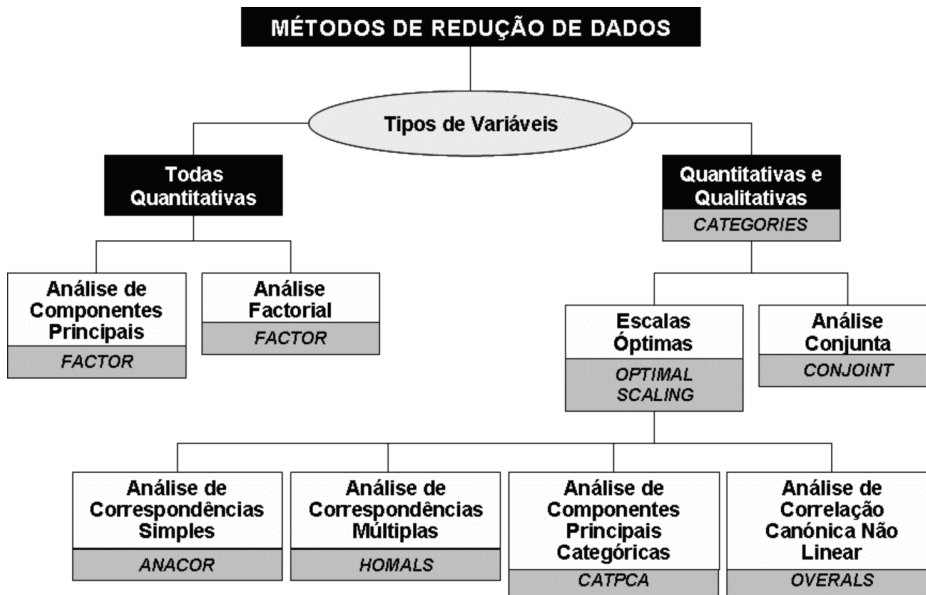 MÉTODOS DE REDUÇÃO DE DADOS
Tipos de Variáveis
Todas
Quantitativas
Quantitativas e
Qualitativas
CATEGORIES
Análise de
Componentes
Principais
FACTOR
Análise
Factorial
FACTOR
Escalas
Óptimas
OPTIMAL
SCALING
Análise
Conjunta
CONJOINT
Análise de
Correspondências
Simples
ANACOR
Análise de
Correspondências
Múltiplas
HOMALS
Análise de
Componentes
Principais
Categóricas
CATPCA
Análise de
Correlação
Canónica Não
Linear
OVERALS